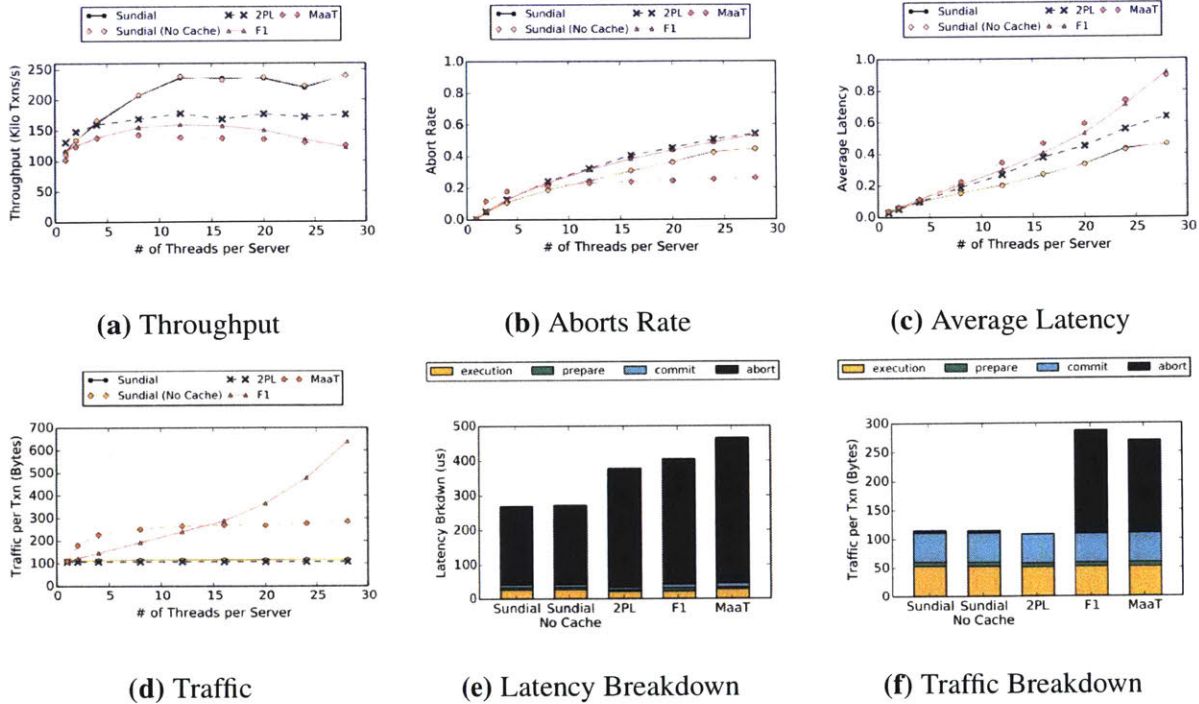 Sundial 2PL MaaT
Sundial (No Cache) F1
Throughput (Kilo Txns/s)
250
200
150
100
50
0
0 5 10 15 20 25 30
# of Threads per Server
(a) Throughput
Sundial 2PL MaaT
Sundial (No Cache) F1
Abort Rate
1.0
0.8
0.6
0.4
0.2
0.0
0 5 10 15 20 25 30
# of Threads per Server
(b) Aborts Rate
Sundial 2PL MaaT
Sundial (No Cache) F1
Average Latency
1.0
0.8
0.6
0.4
0.2
0.0
0 5 10 15 20 25 30
# of Threads per Server
(c) Average Latency
Sundial 2PL MaaT
Sundial (No Cache) F1
Traffic per Txn (Bytes)
700
600
500
400
300
200
100
0
0 5 10 15 20 25 30
# of Threads per Server
(d) Traffic
execution prepare commit abort
Latency Brkdwn (us)
500
400
300
200
100
0
Sundial Sundial 2PL F1 MaaT
No Cache
(e) Latency Breakdown
execution prepare commit abort
Traffic per Txn (Bytes)
300
250
200
150
100
50
0
Sundial Sundial 2PL F1 MaaT
No Cache
(f) Traffic Breakdown